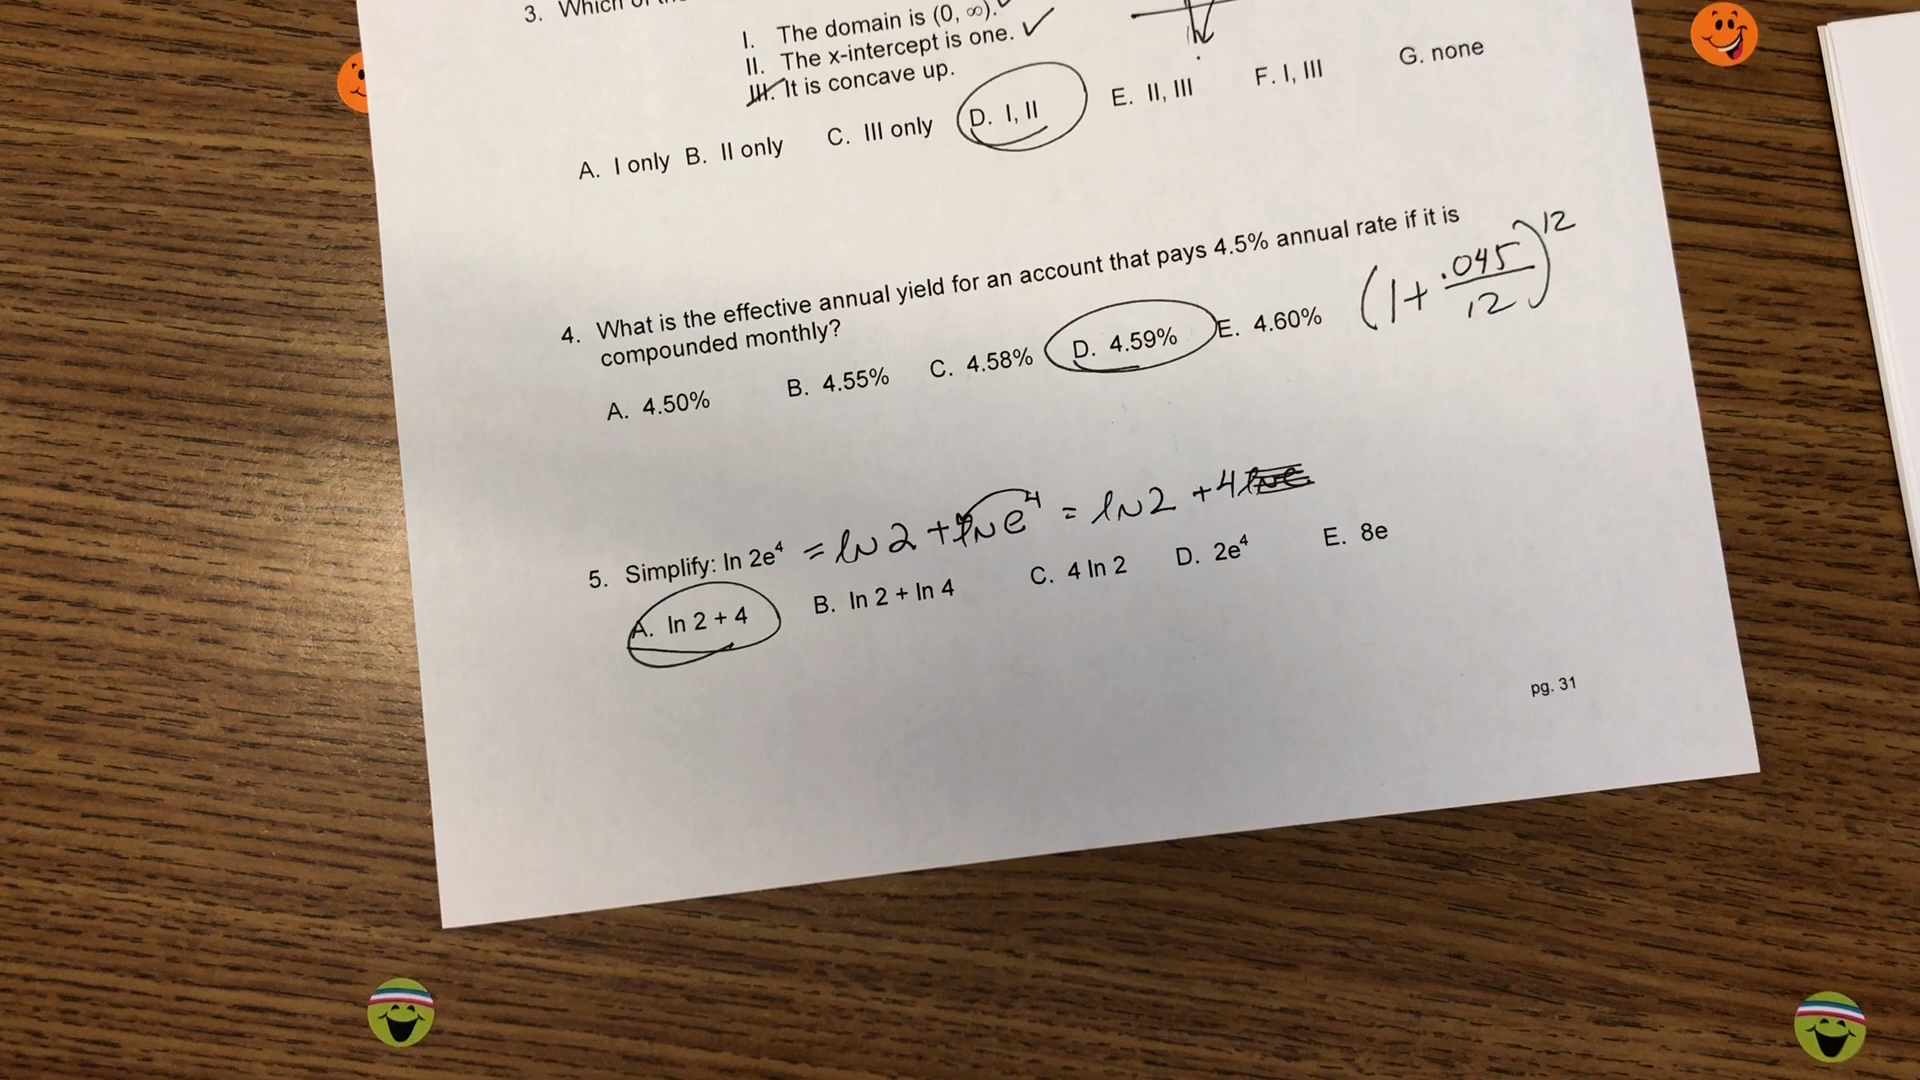 3. Which
I. The domain is (0, ∞). ✓
II. The x-intercept is one. ✓
III. It is concave up.
A. I only B. II only C. III only D. I, II E. II, III F. I, III G. none
4. What is the effective annual yield for an account that pays 4.5% annual rate if it is
compounded monthly?
(1 + .045/12)^12
A. 4.50% B. 4.55% C. 4.58% D. 4.59% E. 4.60%
5. Simplify: ln 2e⁴ = ln 2 + ln e⁴ = ln 2 + 4 ln e
A. ln 2 + 4 B. ln 2 + ln 4 C. 4 ln 2 D. 2e⁴ E. 8e
pg. 31